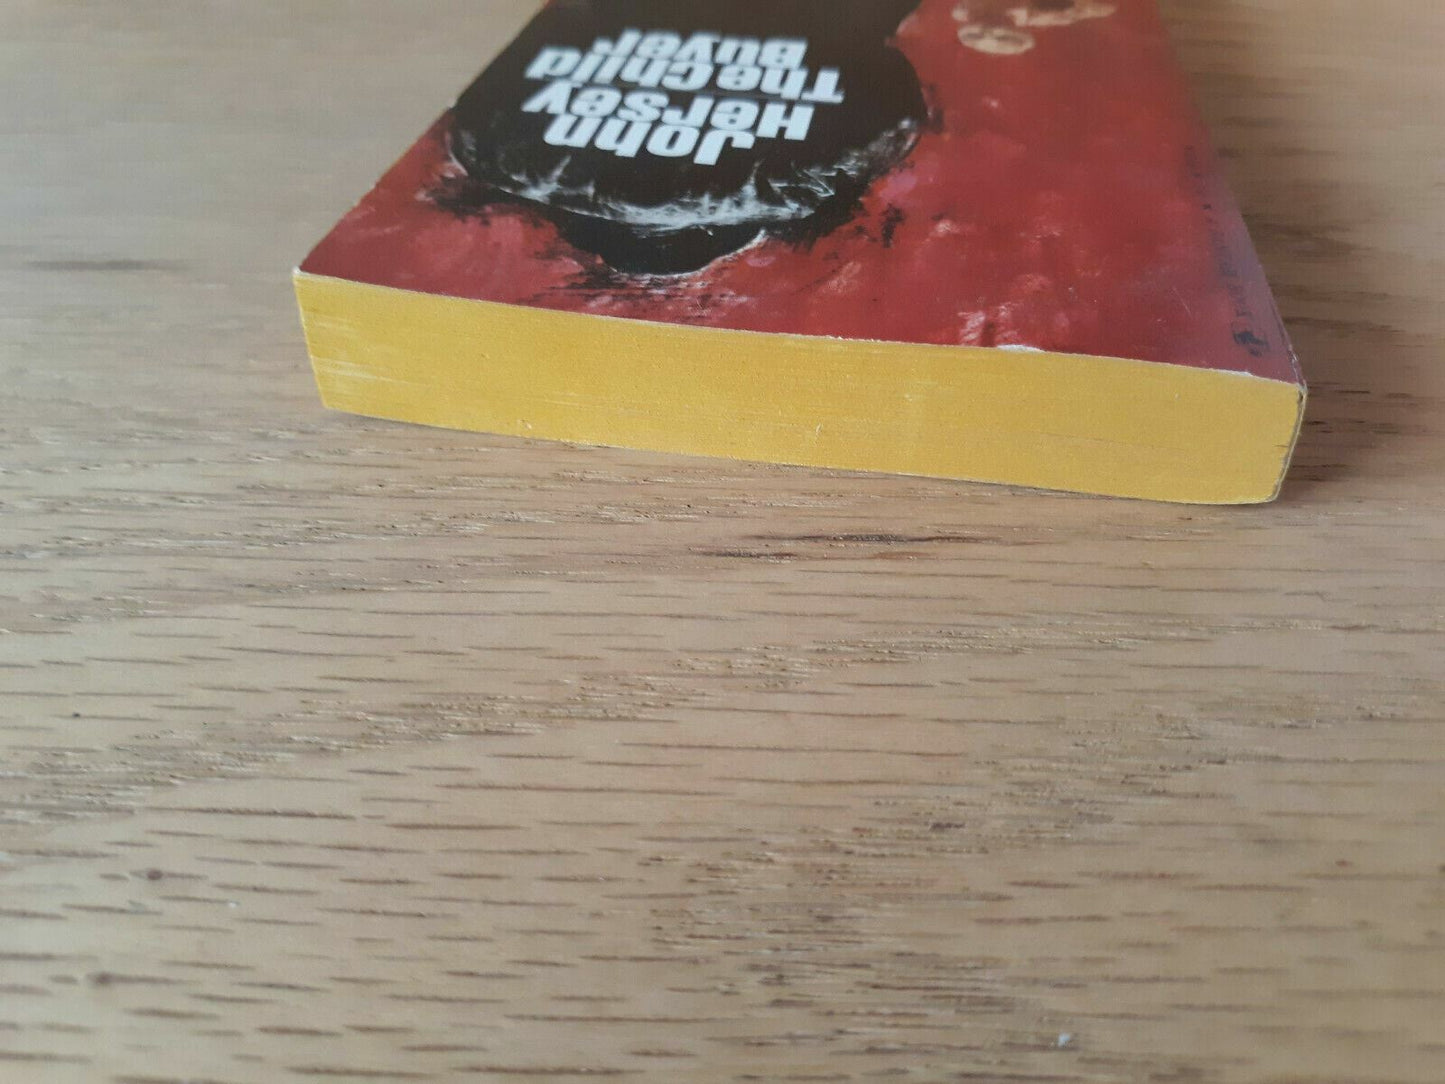 John
Hersey
The Child
Buyer